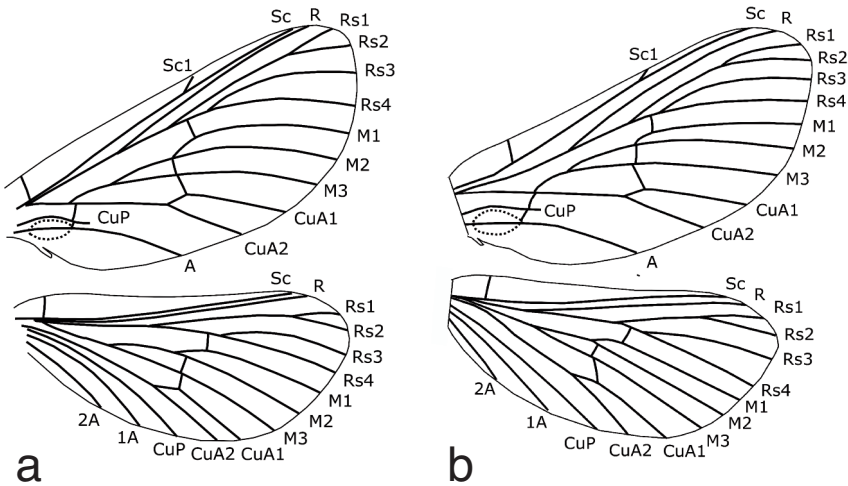 Sc
R
Rs1
Rs2
Sc1
Rs3
Rs4
M1
M2
M3
CuP
CuA1
CuA2
A
Sc
R
Rs1
Rs2
Rs3
Rs4
M1
2A
M2
1A
M3
CuP
CuA2
CuA1
a
Sc
R
Rs1
Rs2
Sc1
Rs3
Rs4
M1
M2
M3
CuP
CuA1
CuA2
A
Sc
R
Rs1
Rs2
Rs3
2A
Rs4
M1
1A
M2
M3
CuP
CuA2
CuA1
b